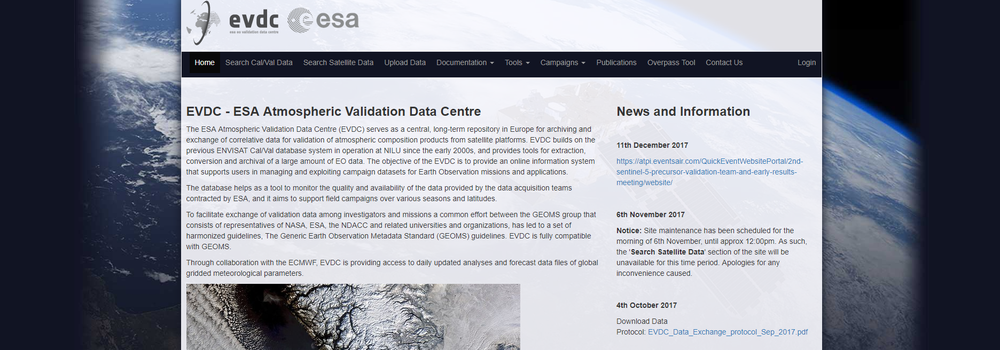 evdc
esa eo validation data centre
esa
Home Search Cal/Val Data Search Satellite Data Upload Data Documentation Tools Campaigns Publications Overpass Tool Contact Us Login
EVDC - ESA Atmospheric Validation Data Centre
The ESA Atmospheric Validation Data Centre (EVDC) serves as a central, long-term repository in Europe for archiving and
exchange of correlative data for validation of atmospheric composition products from satellite platforms. EVDC builds on the
previous ENVISAT Cal/Val database system in operation at NILU since the early 2000s, and provides tools for extraction,
conversion and archival of a large amount of EO data. The objective of the EVDC is to provide an online information system
that supports users in managing and exploiting campaign datasets for Earth Observation missions and applications.
The database helps as a tool to monitor the quality and availability of the data provided by the data acquisition teams
contracted by ESA, and it aims to support field campaigns over various seasons and latitudes.
To facilitate exchange of validation data among investigators and missions a common effort between the GEOMS group that
consists of representatives of NASA, ESA, the NDACC and related universities and organizations, has led to a set of
harmonized guidelines, The Generic Earth Observation Metadata Standard (GEOMS) guidelines. EVDC is fully compatible
with GEOMS.
Through collaboration with the ECMWF, EVDC is providing access to daily updated analyses and forecast data files of global
gridded meteorological parameters.
News and Information
11th December 2017
https://atpi.eventsair.com/QuickEventWebsitePortal/2nd-
sentinel-5-precursor-validation-team-and-early-results-
meeting/website/
6th November 2017
Notice: Site maintenance has been scheduled for the
morning of 6th November, until approx 12:00pm. As such,
the 'Search Satellite Data' section of the site will be
unavailable for this time period. Apologies for any
inconvenience caused.
4th October 2017
Download Data
Protocol: EVDC_Data_Exchange_protocol_Sep_2017.pdf